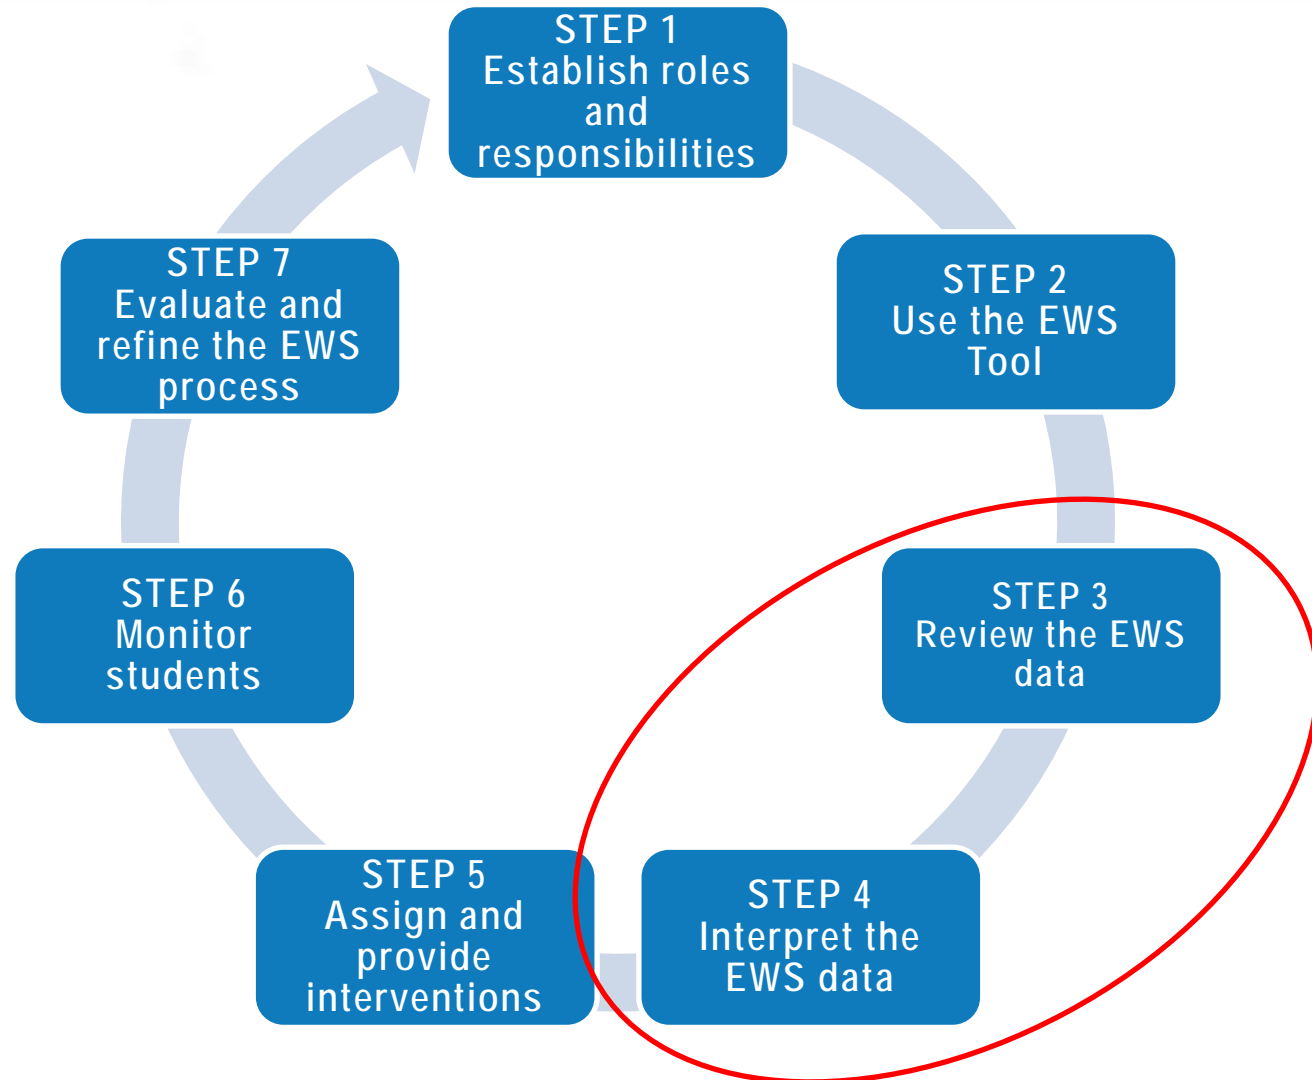 STEP 1
Establish roles
and
responsibilities
STEP 2
Use the EWS
Tool
STEP 3
Review the EWS
data
STEP 4
Interpret the
EWS data
STEP 5
Assign and
provide
interventions
STEP 6
Monitor
students
STEP 7
Evaluate and
refine the EWS
process